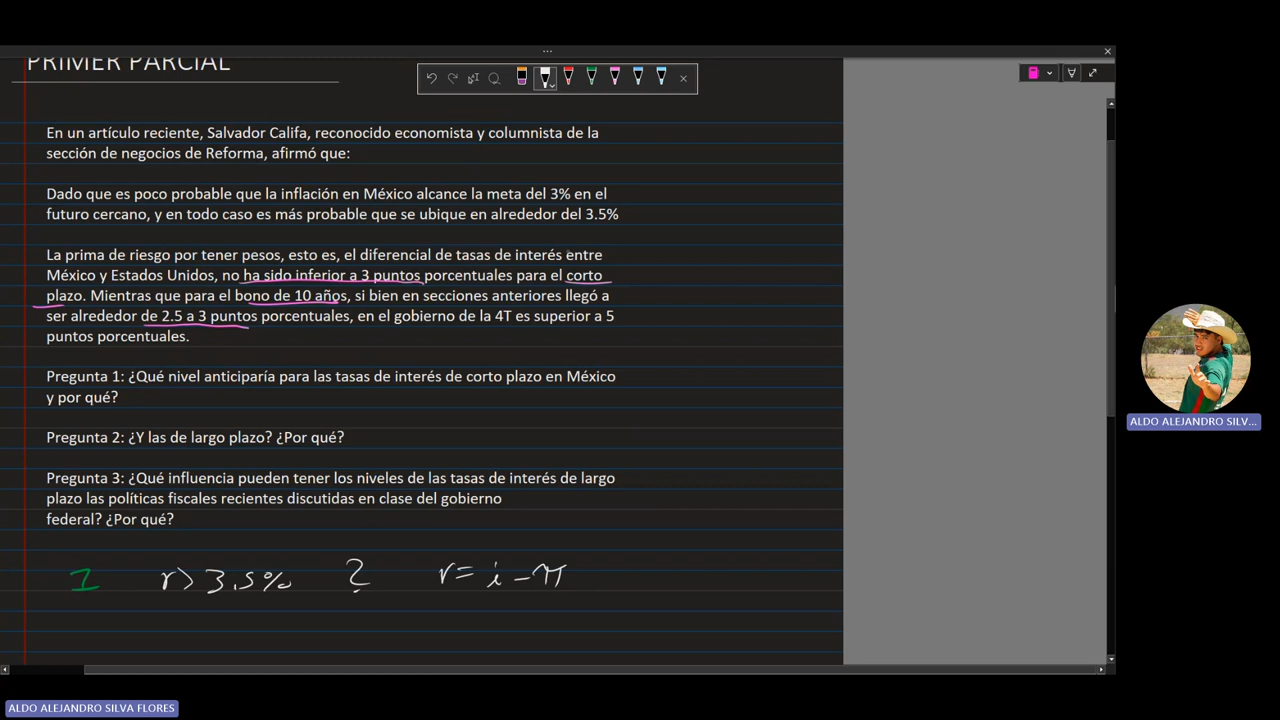 PRIMER PARCIAL
En un artículo reciente, Salvador Califa, reconocido economista y columnista de la
sección de negocios de Reforma, afirmó que:
Dado que es poco probable que la inflación en México alcance la meta del 3% en el
futuro cercano, y en todo caso es más probable que se ubique en alrededor del 3.5%
La prima de riesgo por tener pesos, esto es, el diferencial de tasas de interés entre
México y Estados Unidos, no ha sido inferior a 3 puntos porcentuales para el corto
plazo. Mientras que para el bono de 10 años, si bien en secciones anteriores llegó a
ser alrededor de 2.5 a 3 puntos porcentuales, en el gobierno de la 4T es superior a 5
puntos porcentuales.
Pregunta 1: ¿Qué nivel anticiparía para las tasas de interés de corto plazo en México
y por qué?
Pregunta 2: ¿Y las de largo plazo? ¿Por qué?
Pregunta 3: ¿Qué influencia pueden tener los niveles de las tasas de interés de largo
plazo las políticas fiscales recientes discutidas en clase del gobierno
federal? ¿Por qué?
1 r> 3.5% ? r= i - π
ALDO ALEJANDRO SILV...
ALDO ALEJANDRO SILVA FLORES